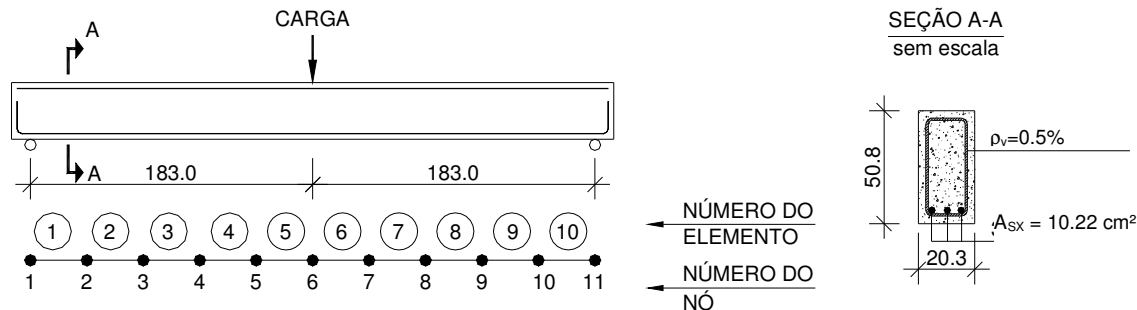 CARGA
A
A
183.0
183.0
1 2 3 4 5 6 7 8 9 10
1 2 3 4 5 6 7 8 9 10 11
NÚMERO DO
ELEMENTO
NÚMERO DO
NÓ
SEÇÃO A-A
sem escala
50.8
ρv=0.5%
ASX = 10.22 cm²
20.3